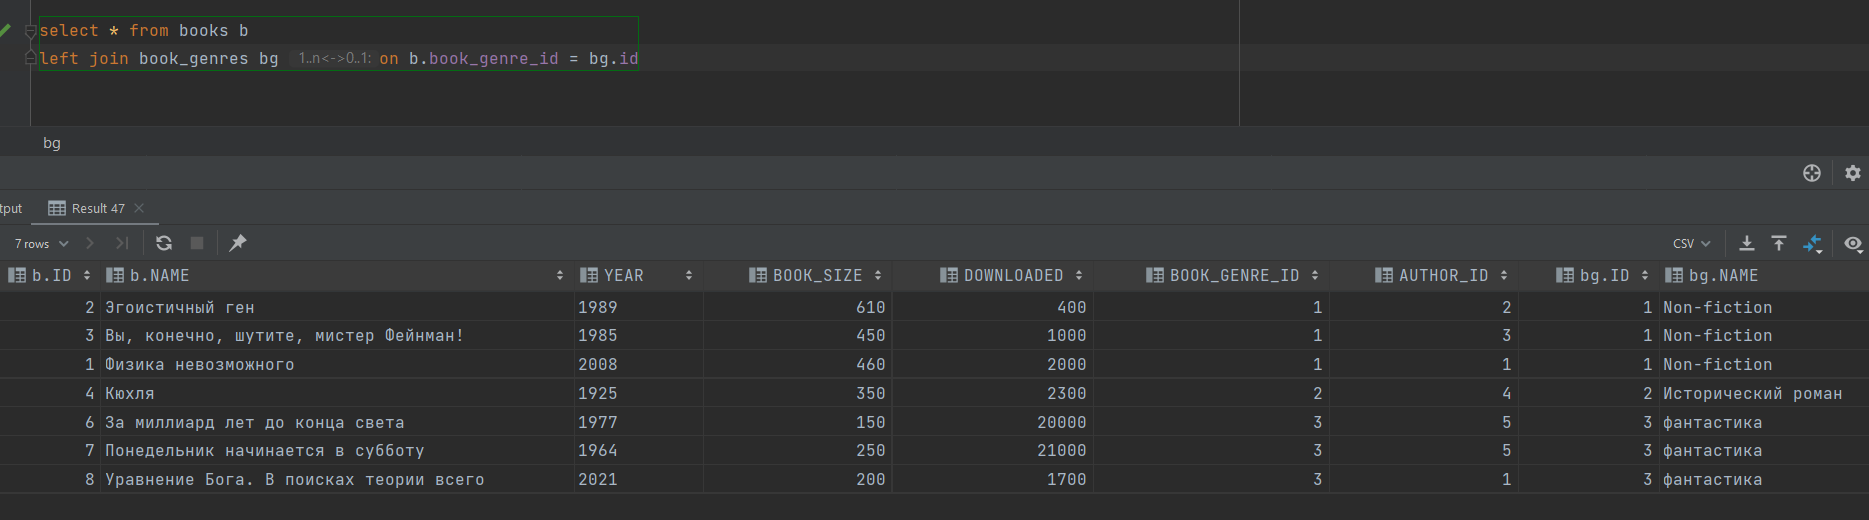 select * from books b
left join book_genres bg 1..n<->0..1: on b.book_genre_id = bg.id
bg
tput Result 47
7 rows CSV
b.ID b.NAME YEAR BOOK_SIZE DOWNLOADED BOOK_GENRE_ID AUTHOR_ID bg.ID bg.NAME
2 Эгоистичный ген 1989 610 400 1 2 1 Non-fiction
3 Вы, конечно, шутите, мистер Фейнман! 1985 450 1000 1 3 1 Non-fiction
1 Физика невозможного 2008 460 2000 1 1 1 Non-fiction
4 Кюхля 1925 350 2300 2 4 2 Исторический роман
6 За миллиард лет до конца света 1977 150 20000 3 5 3 фантастика
7 Понедельник начинается в субботу 1964 250 21000 3 5 3 фантастика
8 Уравнение Бога. В поисках теории всего 2021 200 1700 3 1 3 фантастика